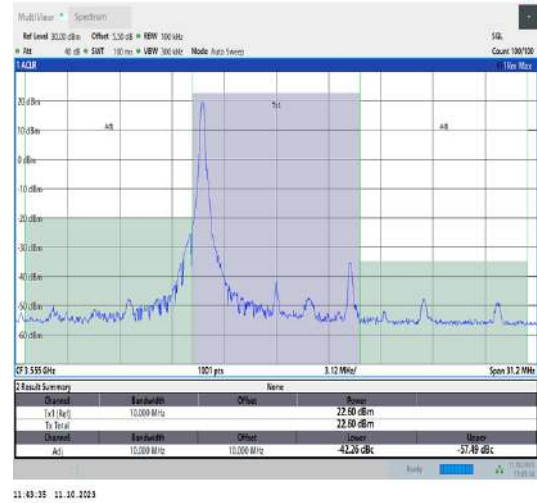 MultiView Spectrum
Ref Level 30.00 dBm Offset 5.50 dB RBW 100 kHz SGL
Att 40 dB SWT 100 ms VBW 300 kHz Mode Auto Sweep Count 100/100
1 ACLR
20 dBm Adj Tx1 Adj
10 dBm
0 dBm
-10 dBm
-20 dBm
-30 dBm
-40 dBm
-50 dBm
-60 dBm
CF 3.555 GHz 1001 pts 3.12 MHz/ Span 31.2 MHz
2 Result Summary None
Channel Bandwidth Offset Power
Tx1 (Ref) 10.000 MHz 22.60 dBm
Tx Total 22.60 dBm
Channel Bandwidth Offset Lower Upper
Adj 10.000 MHz 10.000 MHz -42.26 dBc -57.49 dBc
Ready
11:43:35 11.10.2023